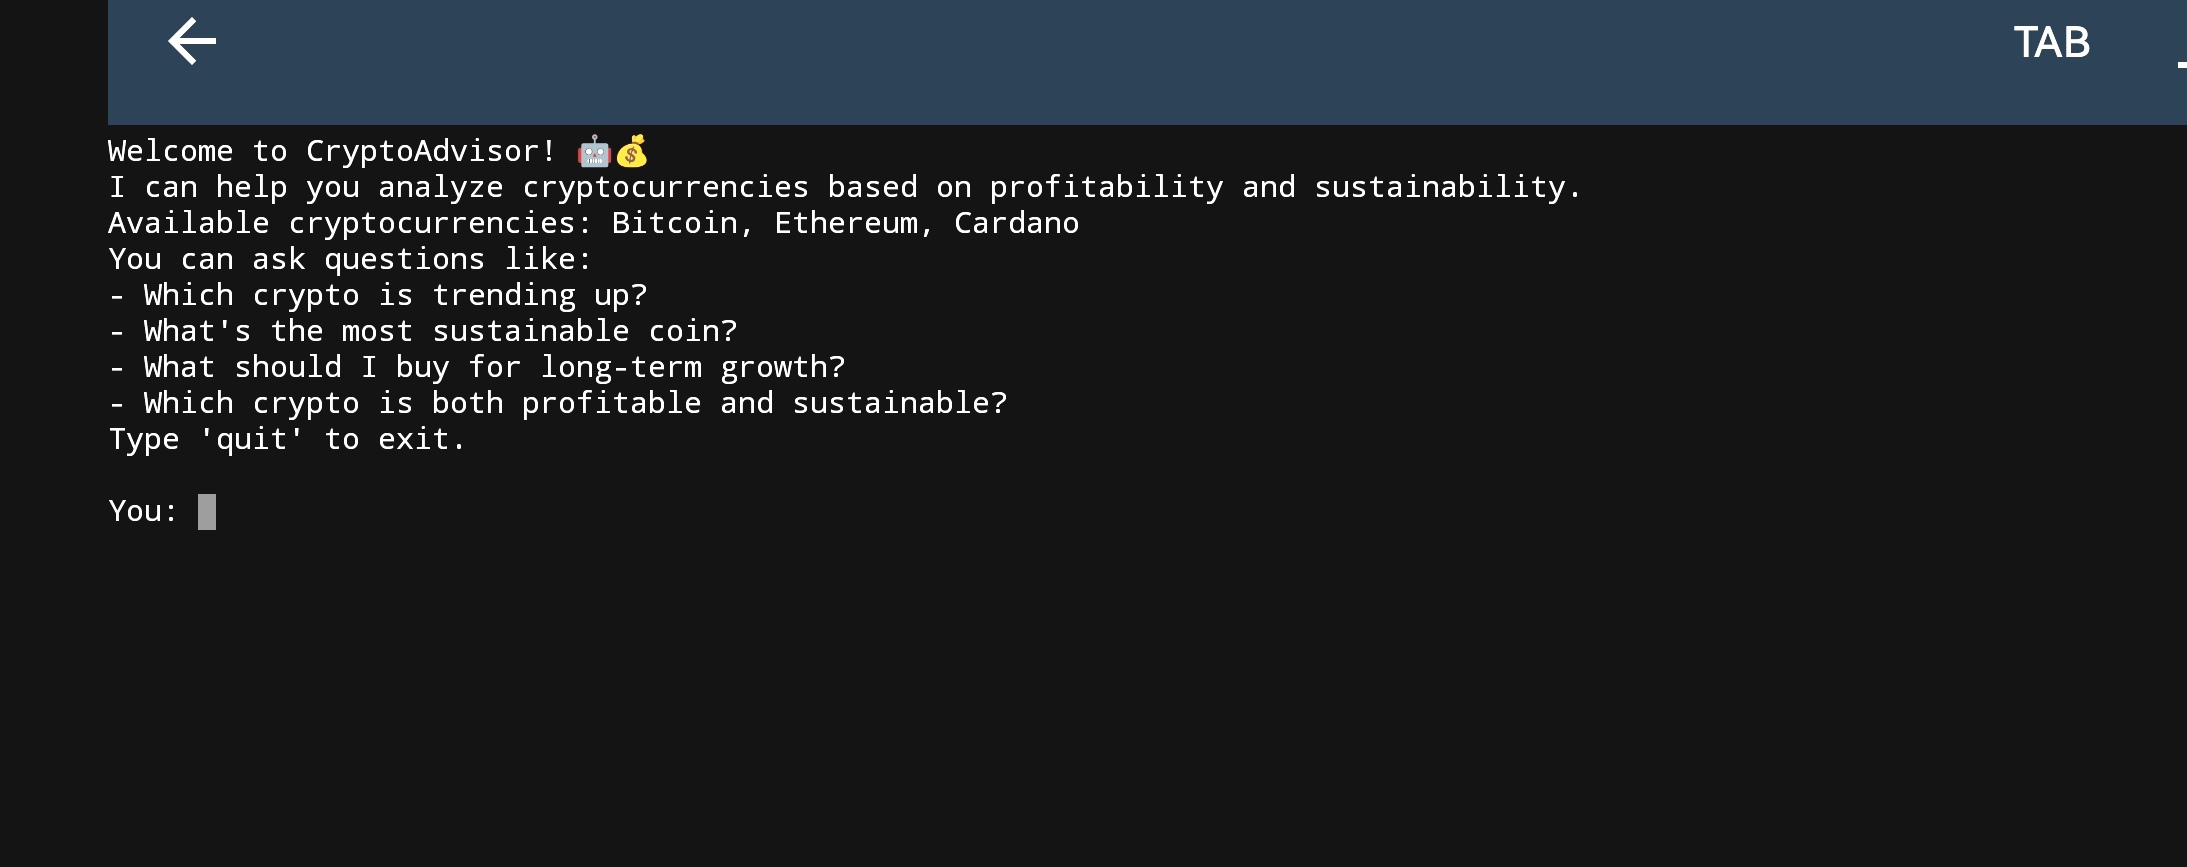 TAB
Welcome to CryptoAdvisor! 🤖💰
I can help you analyze cryptocurrencies based on profitability and sustainability.
Available cryptocurrencies: Bitcoin, Ethereum, Cardano
You can ask questions like:
- Which crypto is trending up?
- What's the most sustainable coin?
- What should I buy for long-term growth?
- Which crypto is both profitable and sustainable?
Type 'quit' to exit.
You: